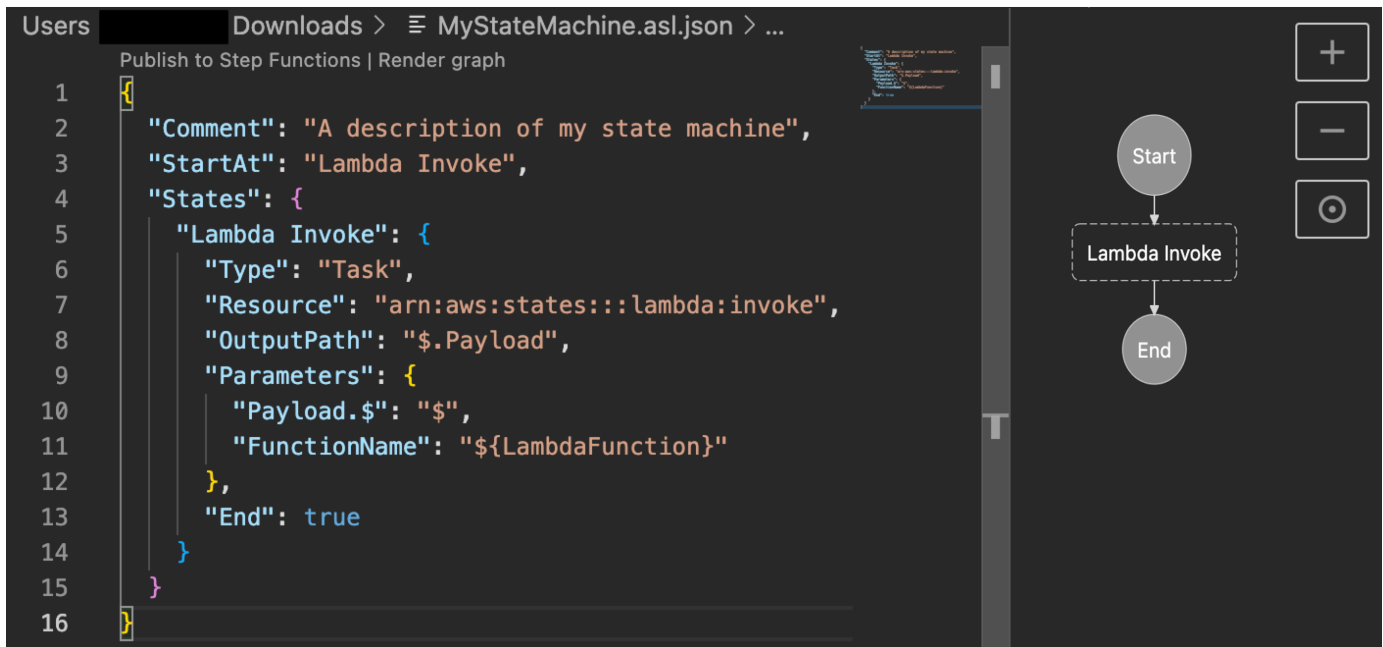 Users Downloads > MyStateMachine.asl.json > ...
Publish to Step Functions | Render graph
1 {
2 "Comment": "A description of my state machine",
3 "StartAt": "Lambda Invoke",
4 "States": {
5 "Lambda Invoke": {
6 "Type": "Task",
7 "Resource": "arn:aws:states:::lambda:invoke",
8 "OutputPath": "$.Payload",
9 "Parameters": {
10 "Payload.$": "$",
11 "FunctionName": "${LambdaFunction}"
12 },
13 "End": true
14 }
15 }
16 }
Start
Lambda Invoke
End